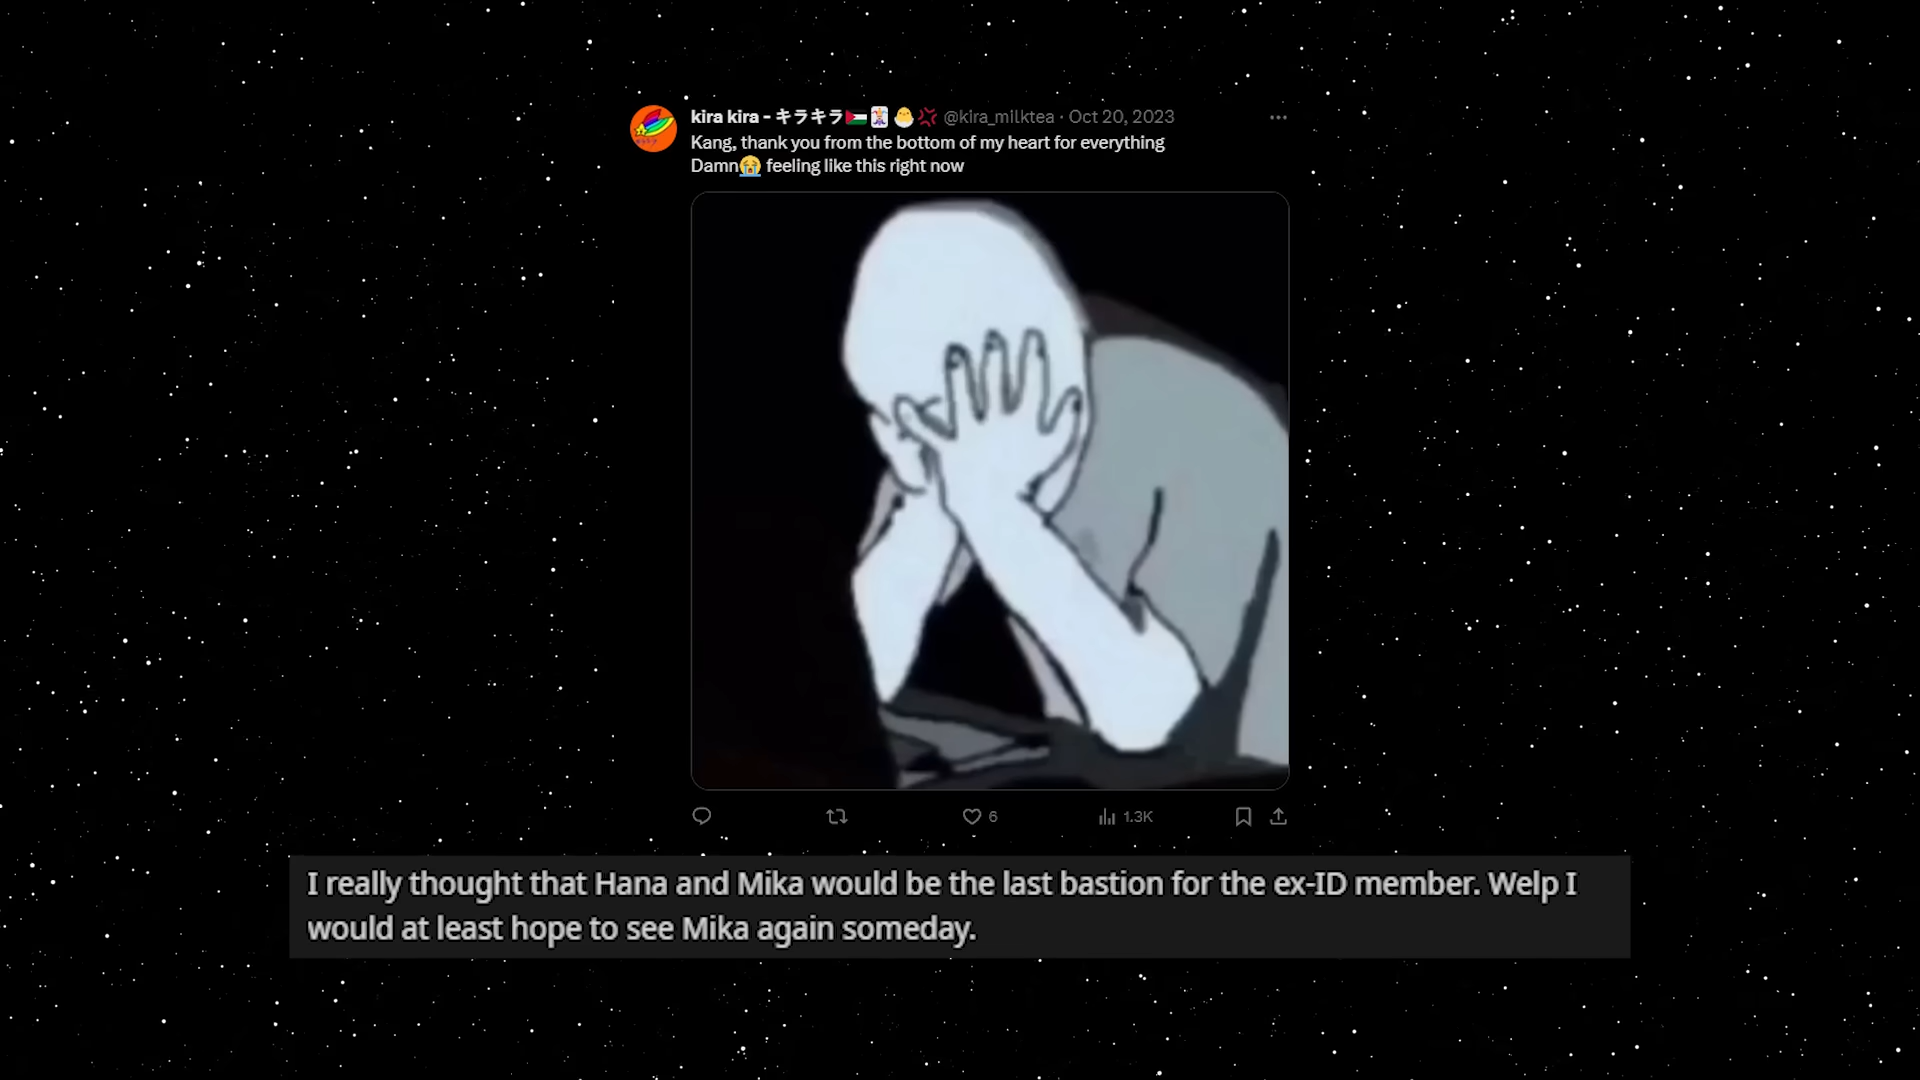 kira kira - キラキラ🇵🇸🃏🐣💢 @kira_milktea · Oct 20, 2023
Kang, thank you from the bottom of my heart for everything
Damn😭 feeling like this right now
6
1.3K
I really thought that Hana and Mika would be the last bastion for the ex-ID member. Welp I
would at least hope to see Mika again someday.